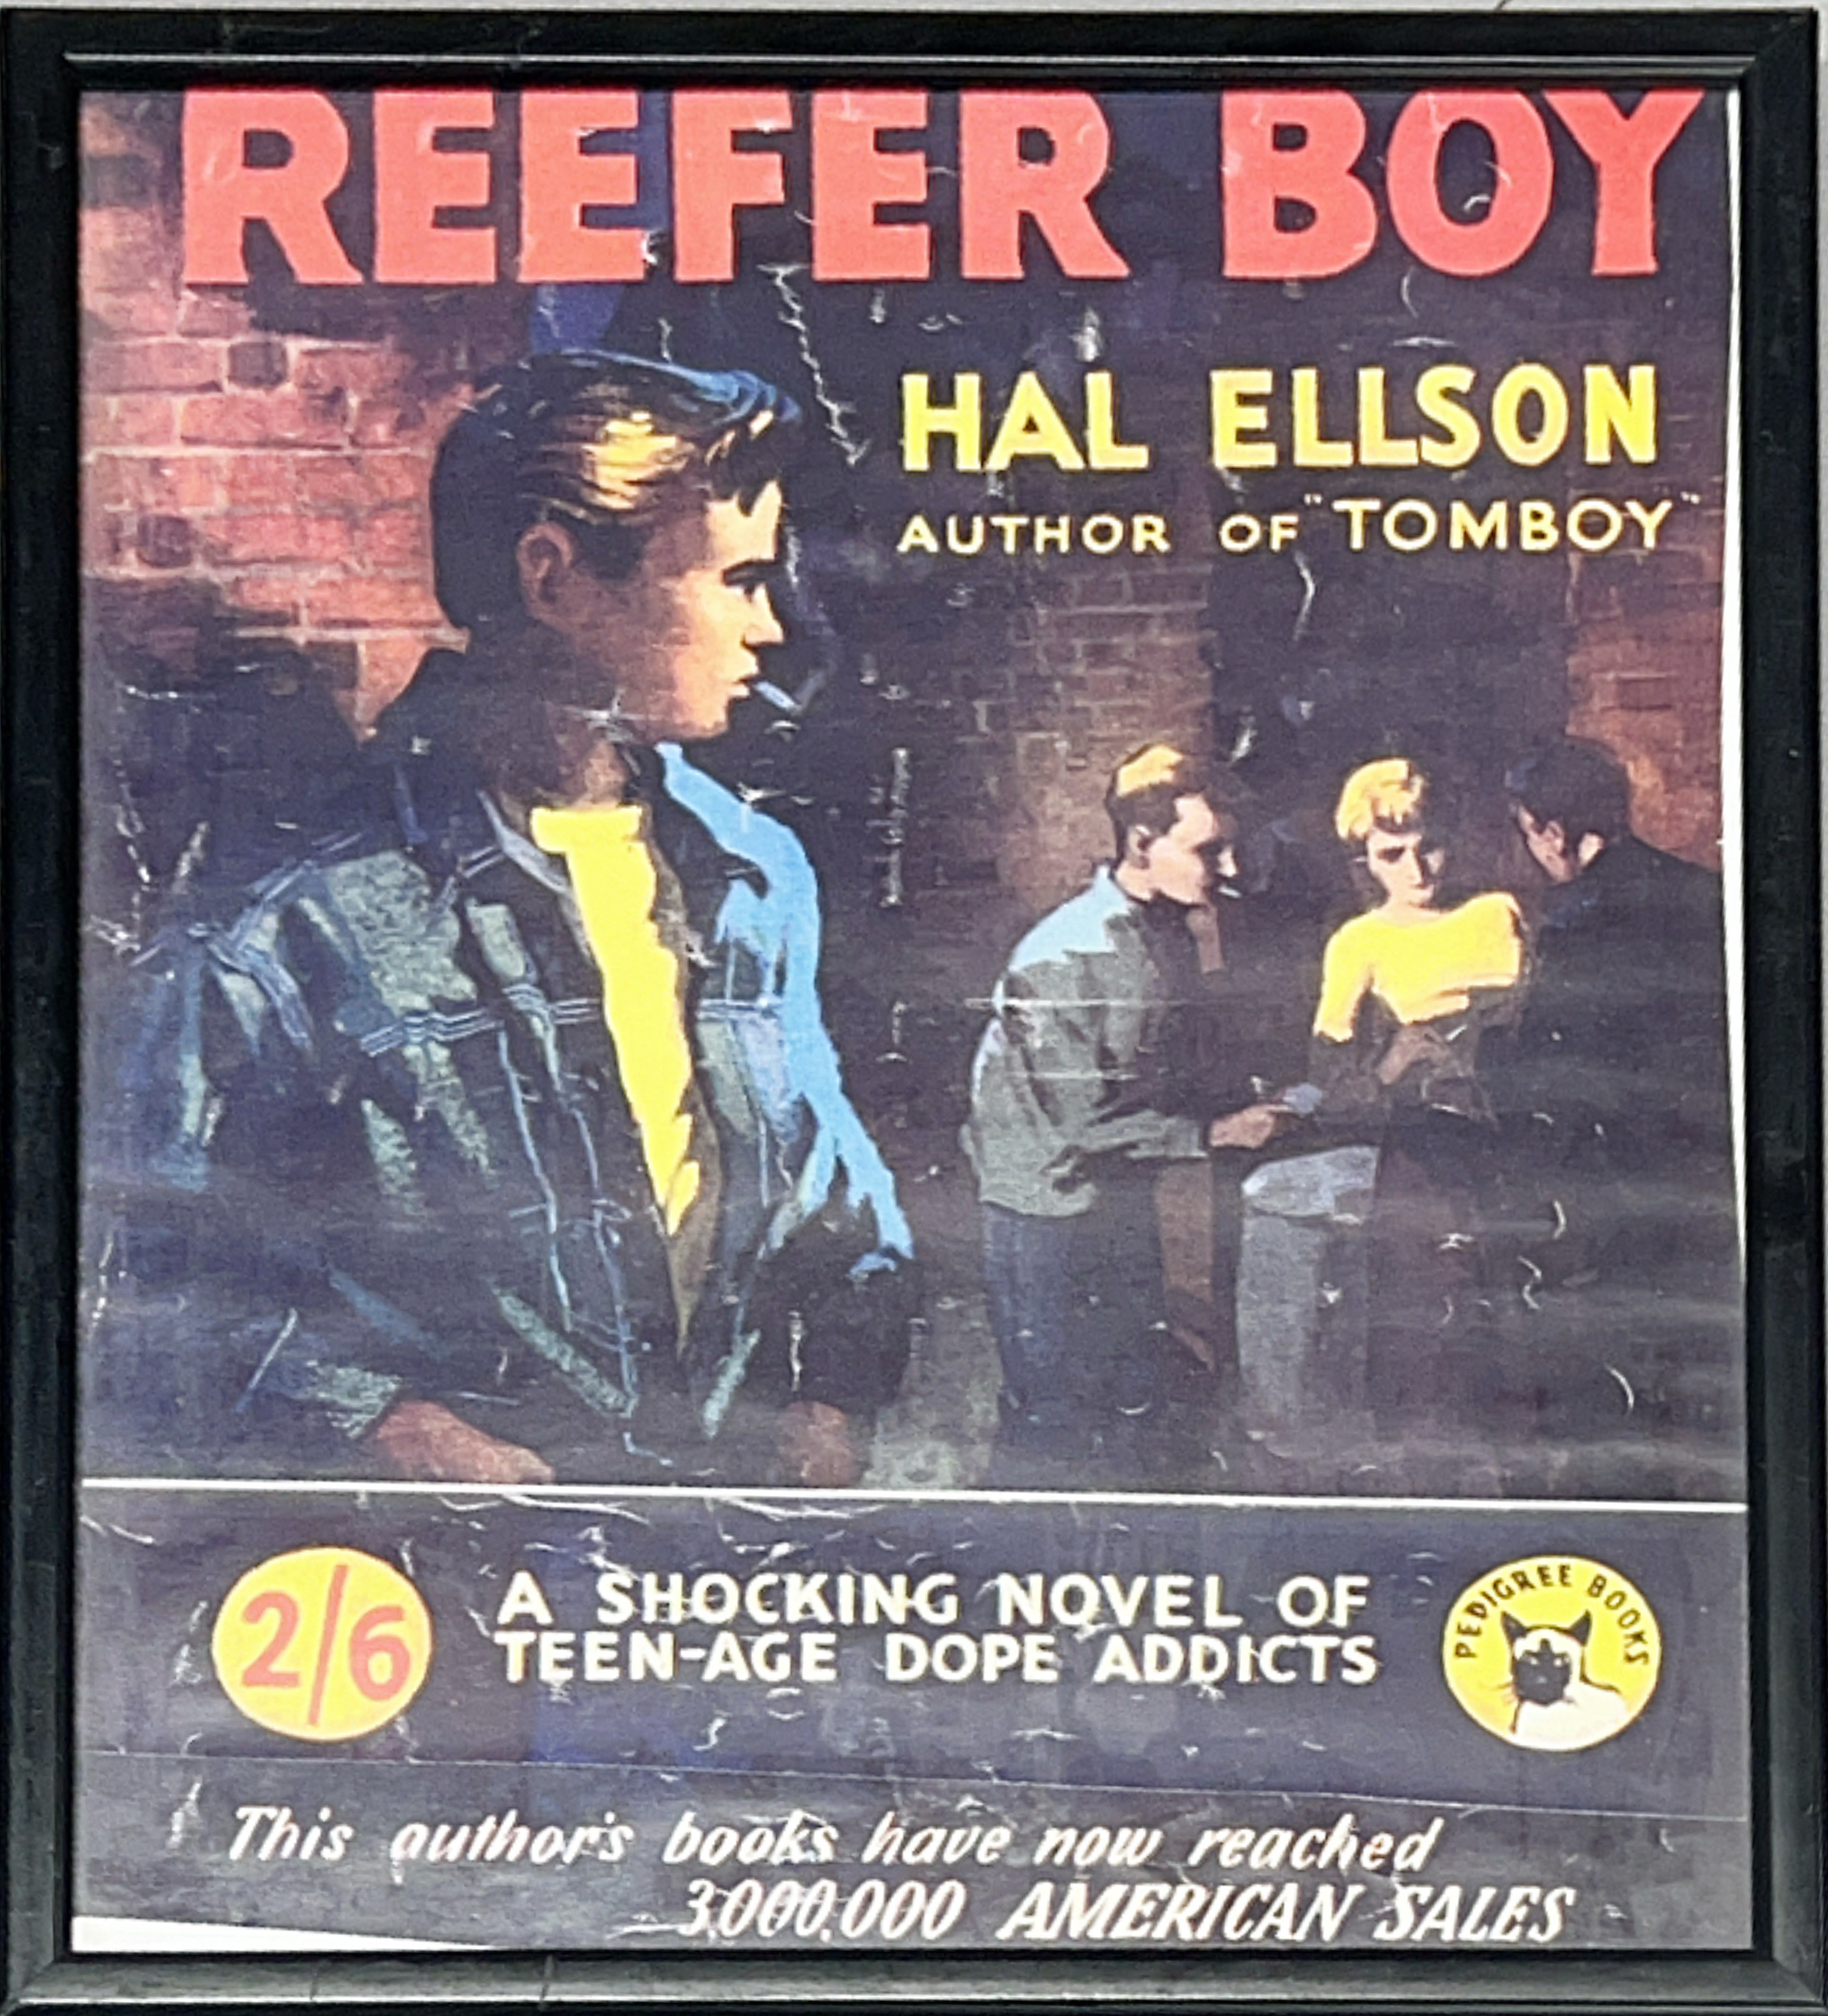 REEFER BOY
HAL ELLSON
AUTHOR OF "TOMBOY"
2/6
A SHOCKING NOVEL OF
TEEN-AGE DOPE ADDICTS
PEDIGREE BOOKS
This author's books have now reached
3,000,000 AMERICAN SALES